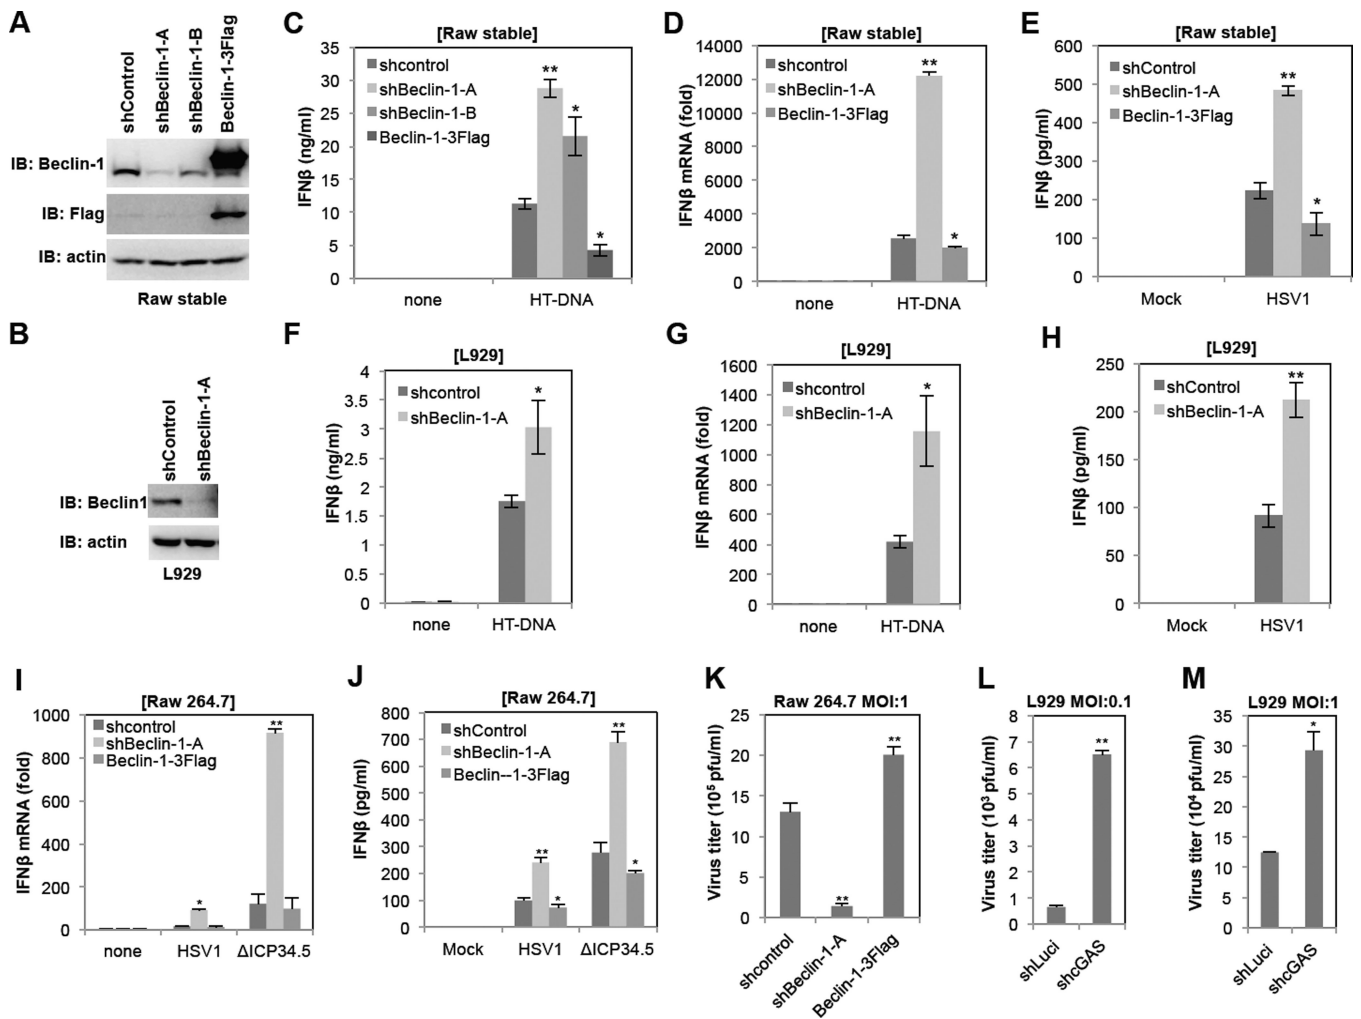 A
shControl
shBeclin-1-A
shBeclin-1-B
Beclin-1-3Flag
IB: Beclin-1
IB: Flag
IB: actin
Raw stable
B
shControl
shBeclin-1-A
IB: Beclin1
IB: actin
L929
C
[Raw stable]
IFNβ (ng/ml)
35
30
25
20
15
10
5
0
shcontrol
shBeclin-1-A
shBeclin-1-B
Beclin-1-3Flag
**
*
*
none HT-DNA
D
[Raw stable]
IFNβ mRNA (fold)
14000
12000
10000
8000
6000
4000
2000
0
shcontrol
shBeclin-1-A
Beclin-1-3Flag
**
*
none HT-DNA
E
[Raw stable]
IFNβ (pg/ml)
600
500
400
300
200
100
0
shControl
shBeclin-1-A
Beclin-1-3Flag
**
*
Mock HSV1
F
[L929]
IFNβ (ng/ml)
4
3.5
3
2.5
2
1.5
1
0.5
0
shcontrol
shBeclin-1-A
*
none HT-DNA
G
[L929]
IFNβ mRNA (fold)
1600
1400
1200
1000
800
600
400
200
0
shcontrol
shBeclin-1-A
*
none HT-DNA
H
[L929]
IFNβ (pg/ml)
250
200
150
100
50
0
shControl
shBeclin-1-A
**
Mock HSV1
I
[Raw 264.7]
IFNβ mRNA (fold)
1000
800
600
400
200
0
shcontrol
shBeclin-1-A
Beclin-1-3Flag
*
**
none HSV1 ΔICP34.5
J
[Raw 264.7]
IFNβ (pg/ml)
800
700
600
500
400
300
200
100
0
shControl
shBeclin-1-A
Beclin--1-3Flag
**
*
**
*
Mock HSV1 ΔICP34.5
K
Raw 264.7 MOI:1
Virus titer (10⁵ pfu/ml)
25
20
15
10
5
0
**
**
shcontrol
shBeclin-1-A
Beclin-1-3Flag
L
L929 MOI:0.1
Virus titer (10³ pfu/ml)
8
7
6
5
4
3
2
1
0
**
shLuci
shcGAS
M
L929 MOI:1
Virus titer (10⁴ pfu/ml)
35
30
25
20
15
10
5
0
*
shLuci
shcGAS